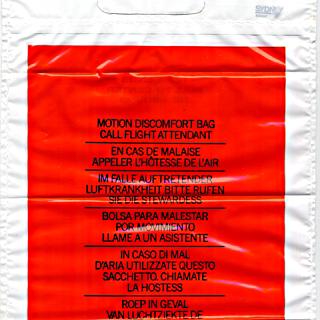 SYDNEY
MOTION DISCOMFORT BAG
CALL FLIGHT ATTENDANT
EN CAS DE MALAISE
APPELER L'HÔTESSE DE L'AIR
IM FALLE AUFTRETENDER
LUFTKRANKHEIT BITTE RUFEN
SIE DIE STEWARDESS
BOLSA PARA MALESTAR
POR MOVIMIENTO
LLAME A UN ASISTENTE
IN CASO DI MAL
D'ARIA UTILIZZATE QUESTO
SACCHETTO. CHIAMATE
LA HOSTESS
ROEP IN GEVAL
VAN LUCHTZIEKTE DE